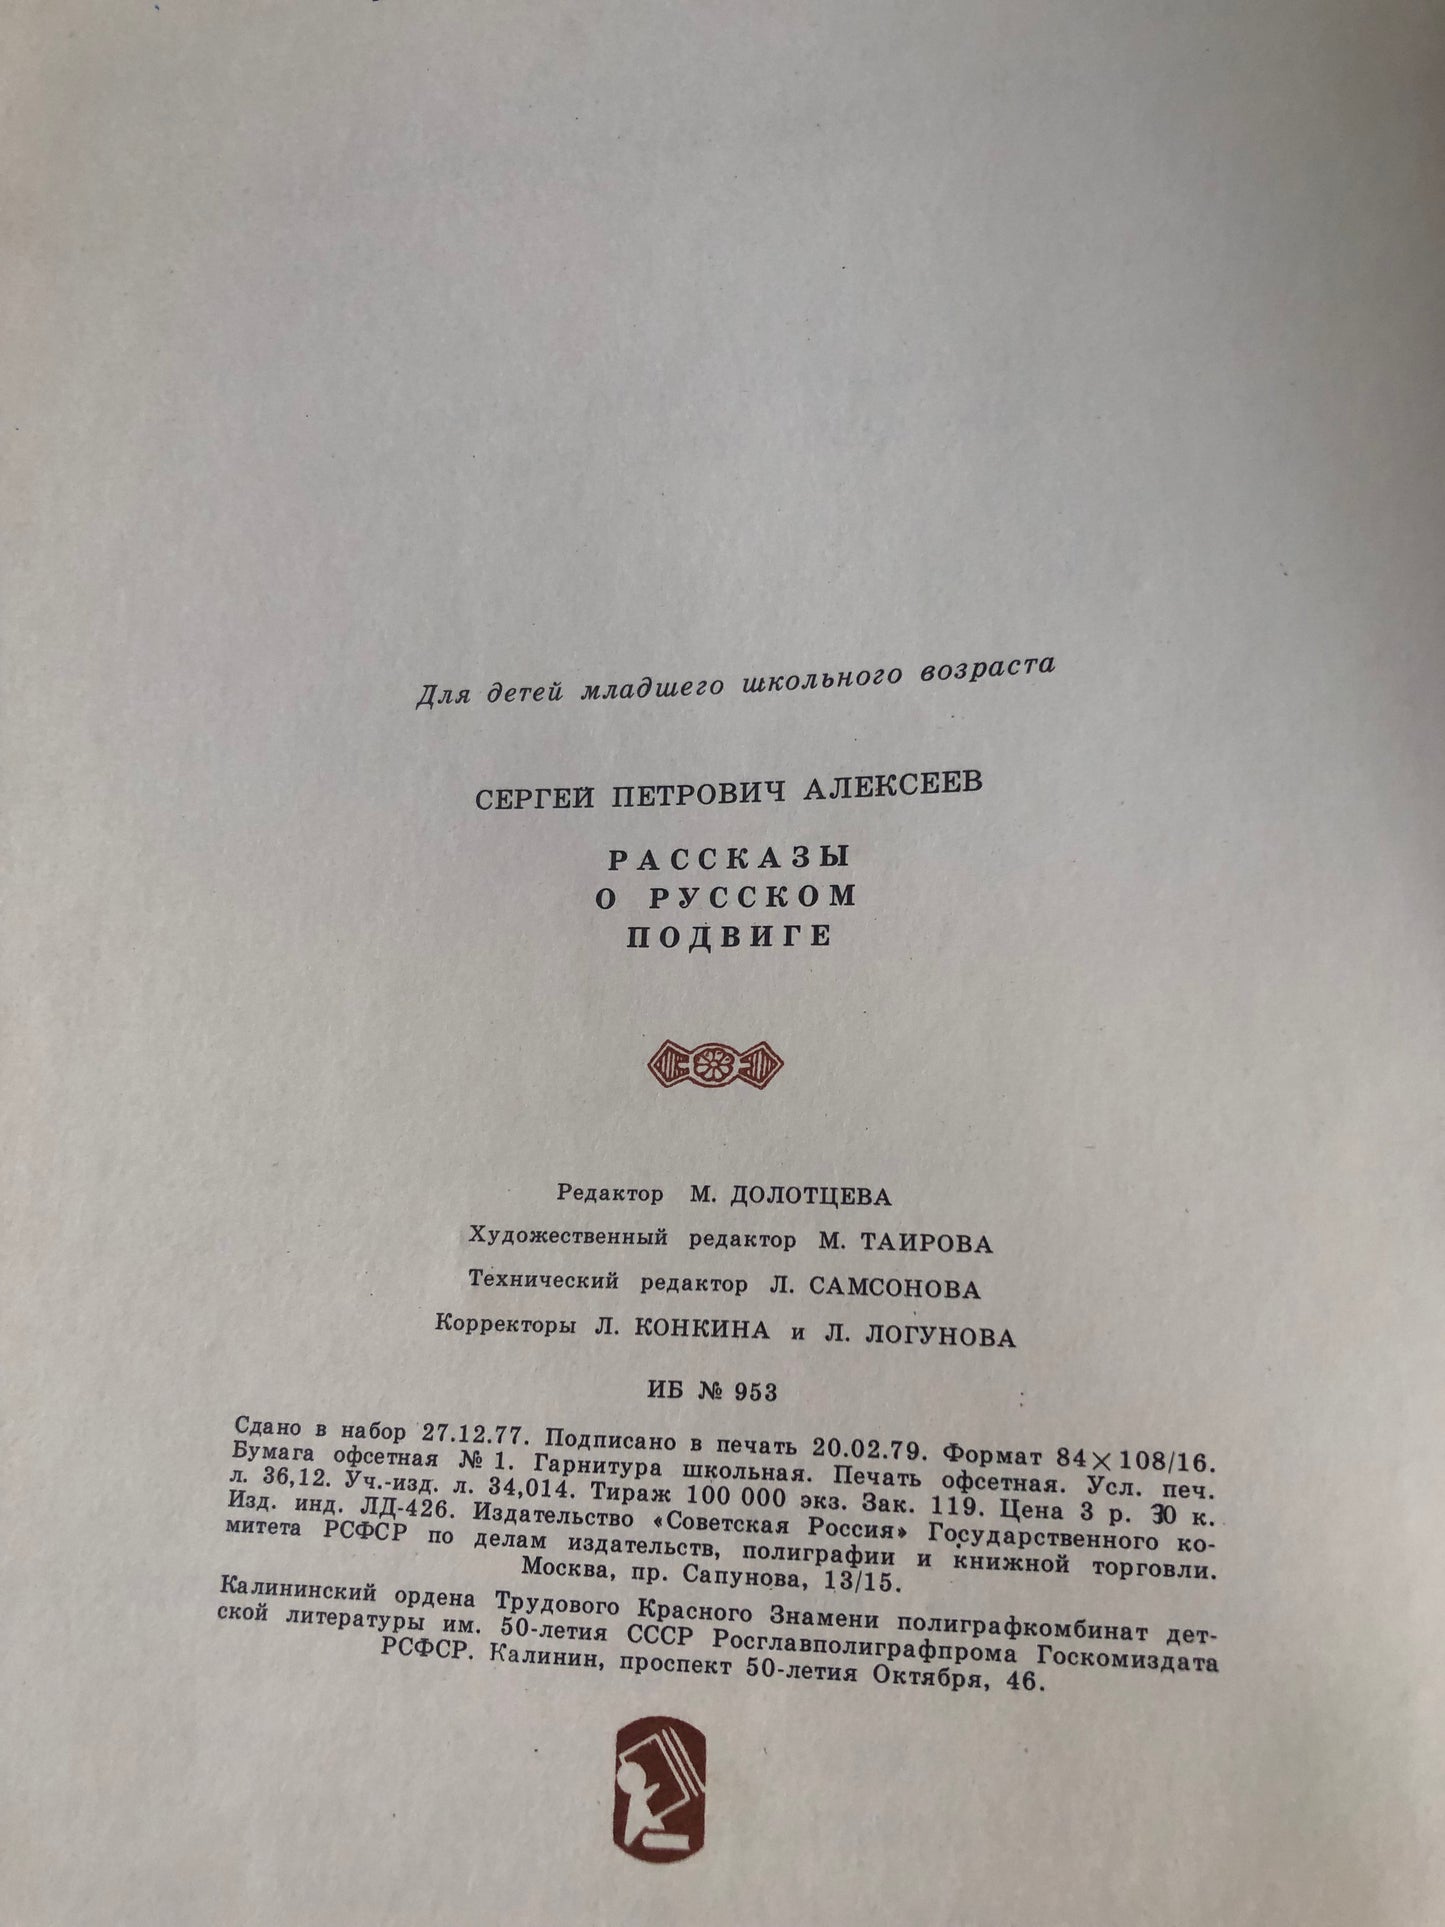 Для детей младшего школьного возраста
СЕРГЕЙ ПЕТРОВИЧ АЛЕКСЕЕВ
РАССКАЗЫ
О РУССКОМ
ПОДВИГЕ
Редактор М. ДОЛОТЦЕВА
Художественный редактор М. ТАИРОВА
Технический редактор Л. САМСОНОВА
Корректоры Л. КОНКИНА и Л. ЛОГУНОВА
ИБ № 953
Сдано в набор 27.12.77. Подписано в печать 20.02.79. Формат 84×108/16.
Бумага офсетная № 1. Гарнитура школьная. Печать офсетная. Усл. печ.
л. 36,12. Уч.-изд. л. 34,014. Тираж 100 000 экз. Зак. 119. Цена 3 р. 30 к.
Изд. инд. ЛД-426. Издательство «Советская Россия» Государственного ко-
митета РСФСР по делам издательств, полиграфии и книжной торговли.
Москва, пр. Сапунова, 13/15.
Калининский ордена Трудового Красного Знамени полиграфкомбинат дет-
ской литературы им. 50-летия СССР Росглавполиграфпрома Госкомиздата
РСФСР. Калинин, проспект 50-летия Октября, 46.